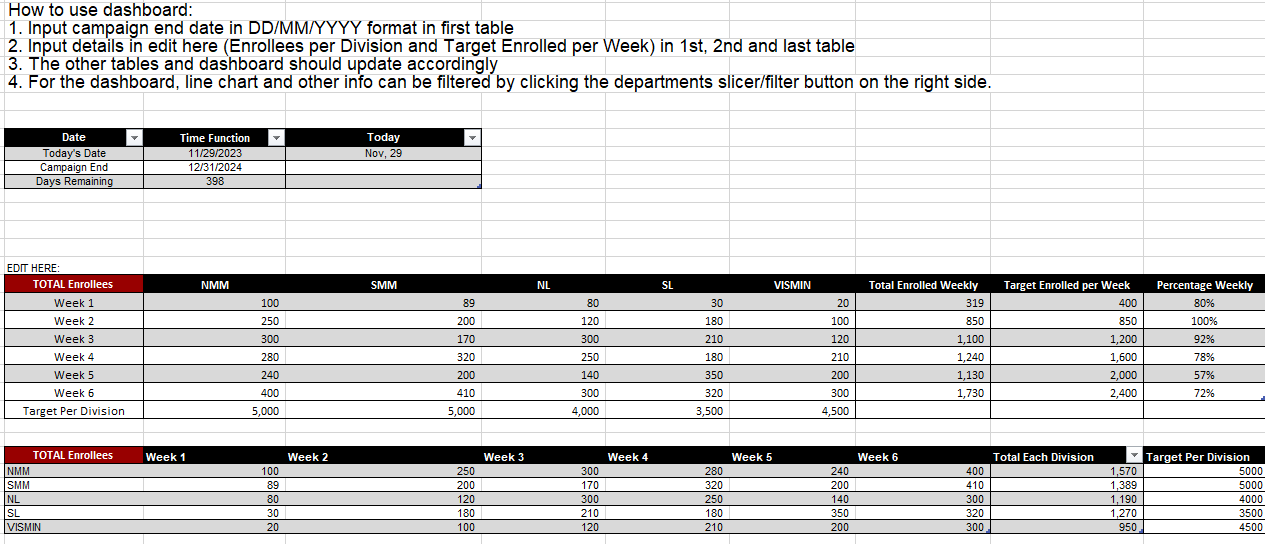 How to use dashboard:
1. Input campaign end date in DD/MM/YYYY format in first table
2. Input details in edit here (Enrollees per Division and Target Enrolled per Week) in 1st, 2nd and last table
3. The other tables and dashboard should update accordingly
4. For the dashboard, line chart and other info can be filtered by clicking the departments slicer/filter button on the right side.
Date Time Function Today
Today's Date 11/29/2023 Nov, 29
Campaign End 12/31/2024
Days Remaining 398
EDIT HERE:
TOTAL Enrollees NMM SMM NL SL VISMIN Total Enrolled Weekly Target Enrolled per Week Percentage Weekly
Week 1 100 89 80 30 20 319 400 80%
Week 2 250 200 120 180 100 850 850 100%
Week 3 300 170 300 210 120 1,100 1,200 92%
Week 4 280 320 250 180 210 1,240 1,600 78%
Week 5 240 200 140 350 200 1,130 2,000 57%
Week 6 400 410 300 320 300 1,730 2,400 72%
Target Per Division 5,000 5,000 4,000 3,500 4,500
TOTAL Enrollees Week 1 Week 2 Week 3 Week 4 Week 5 Week 6 Total Each Division Target Per Division
NMM 100 250 300 280 240 400 1,570 5000
SMM 89 200 170 320 200 410 1,389 5000
NL 80 120 300 250 140 300 1,190 4000
SL 30 180 210 180 350 320 1,270 3500
VISMIN 20 100 120 210 200 300 950 4500